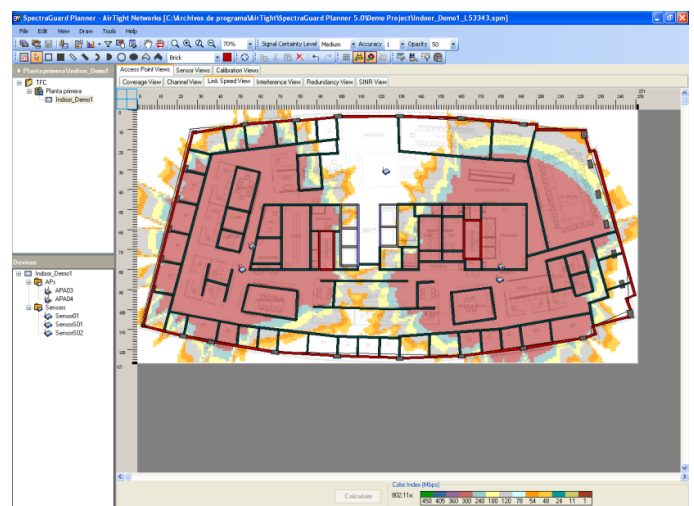 SpectraGuard Planner - AirTight Networks [C:\Archivos de programa\AirTight\SpectraGuard Planner 5.0\Demo Project\Indoor_Demo1_L53343.spm]
File Edit View Draw Tools Help
70% Signal Certainty Level Medium Accuracy 1 Opacity 50
Brick
Planta primera\Indoor_Demo1
Access Point Views Sensor Views Calibration Views
Coverage View Channel View Link Speed View Interference View Redundancy View SINR View
TFC
Planta primera
Indoor_Demo1
Devices
Indoor_Demo1
APs
APA03
APA04
Sensors
Sensor01
SensorS01
SensorS02
Calculate
Color Index (Mbps)
802.11n
450 405 360 300 240 180 120 78 54 48 24 11 1